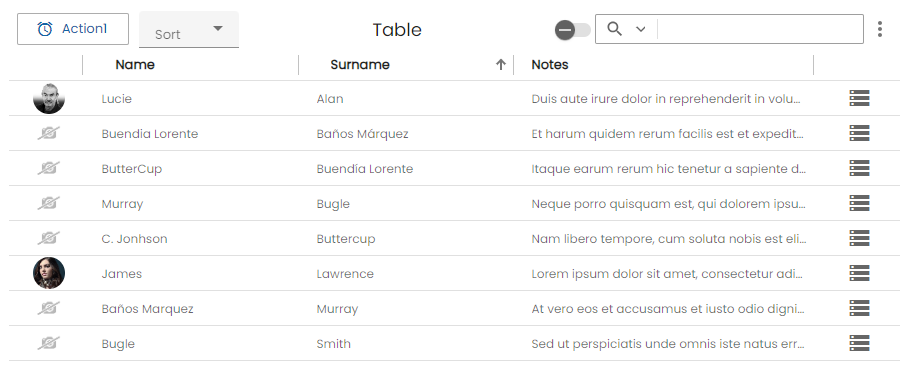 Action1 Sort Table
Name Surname Notes
Lucie Alan Duis aute irure dolor in reprehenderit in volu...
Buendia Lorente Baños Márquez Et harum quidem rerum facilis est et expedit...
ButterCup Buendía Lorente Itaque earum rerum hic tenetur a sapiente d...
Murray Bugle Neque porro quisquam est, qui dolorem ipsu...
C. Jonhson Buttercup Nam libero tempore, cum soluta nobis est eli...
James Lawrence Lorem ipsum dolor sit amet, consectetur adi...
Baños Marquez Murray At vero eos et accusamus et iusto odio digni...
Bugle Smith Sed ut perspiciatis unde omnis iste natus err...